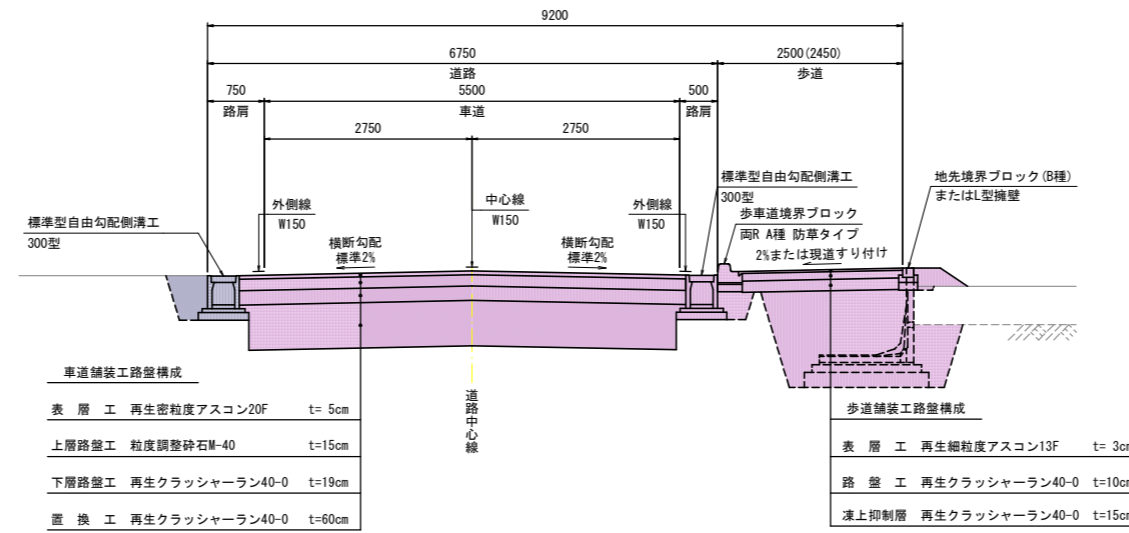 9200
6750
道路
2500(2450)
歩道
750
路肩
5500
車道
500
路肩
2750
2750
標準型自由勾配側溝工
300型
外側線
W150
中心線
W150
外側線
W150
横断勾配
標準2%
横断勾配
標準2%
標準型自由勾配側溝工
300型
歩車道境界ブロック
両R A種 防草タイプ
2%または現道すり付け
地先境界ブロック(B種)
またはL型擁壁
道路中心線
車道舗装工路盤構成
表 層 工 再生密粒度アスコン20F t= 5cm
上層路盤工 粒度調整砕石M-40 t=15cm
下層路盤工 再生クラッシャーラン40-0 t=19cm
置 換 工 再生クラッシャーラン40-0 t=60cm
歩道舗装工路盤構成
表 層 工 再生細粒度アスコン13F t= 3cm
路 盤 工 再生クラッシャーラン40-0 t=10cm
凍上抑制層 再生クラッシャーラン40-0 t=15cm